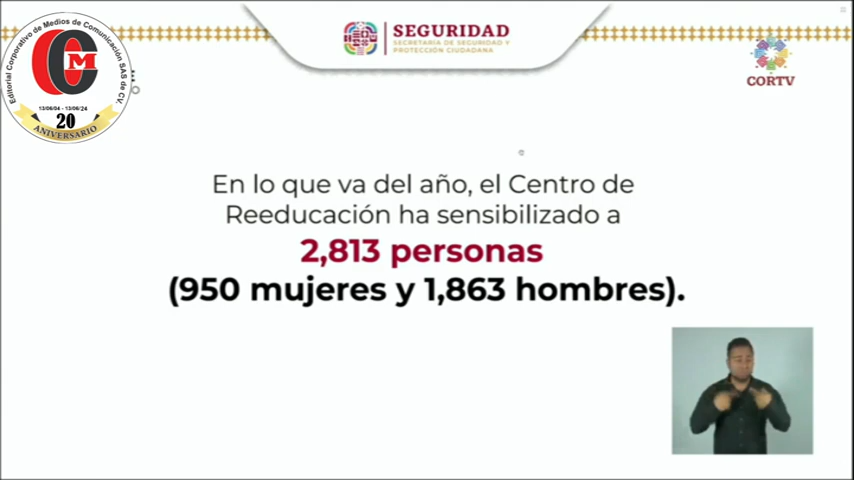 Editorial Corporativo de Medios de Comunicación SAS de CV.
CCM
13/06/04 - 13/06/24
20
ANIVERSARIO
SEGURIDAD
SECRETARÍA DE SEGURIDAD Y
PROTECCIÓN CIUDADANA
CORTV
En lo que va del año, el Centro de
Reeducación ha sensibilizado a
2,813 personas
(950 mujeres y 1,863 hombres).